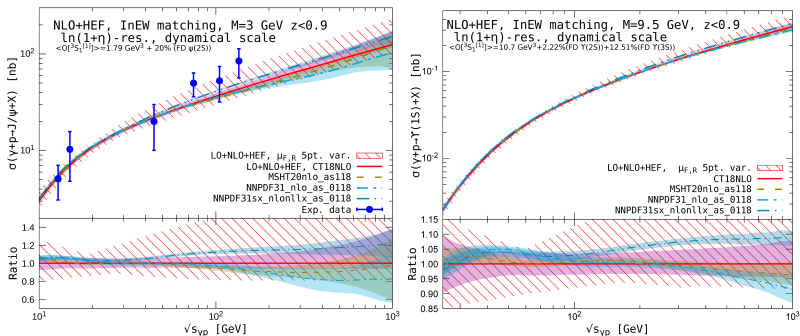 NLO+HEF, InEW matching, M=3 GeV z<0.9
ln(1+η)-res., dynamical scale
<O[³S₁[1]]>=1.79 GeV³ + 20% (FD ψ(2S))
10²
10¹
σ(γ+p→J/ψ+X) [nb]
LO+NLO+HEF, μF,R 5pt. var.
LO+NLO+HEF, CT18NLO
MSHT20nlo_as118
NNPDF31_nlo_as_0118
NNPDF31sx_nlonllx_as_0118
Exp. data
1.4
1.2
1.0
0.8
0.6
Ratio
10¹
10²
10³
√sγp [GeV]
NLO+HEF, InEW matching, M=9.5 GeV, z<0.9
ln(1+η)-res., dynamical scale
<O[³S₁[1]]>=10.7 GeV³+2.22%(FD ϒ(2S))+12.51%(FD ϒ(3S))
10⁻¹
10⁻²
σ(γ+p→ϒ(1S)+X) [nb]
LO+NLO+HEF, μF,R 5pt. var.
CT18NLO
MSHT20nlo_as118
NNPDF31_nlo_as_0118
NNPDF31sx_nlonllx_as_0118
1.15
1.10
1.05
1.00
0.95
0.90
0.85
Ratio
10²
10³
√sγp [GeV]